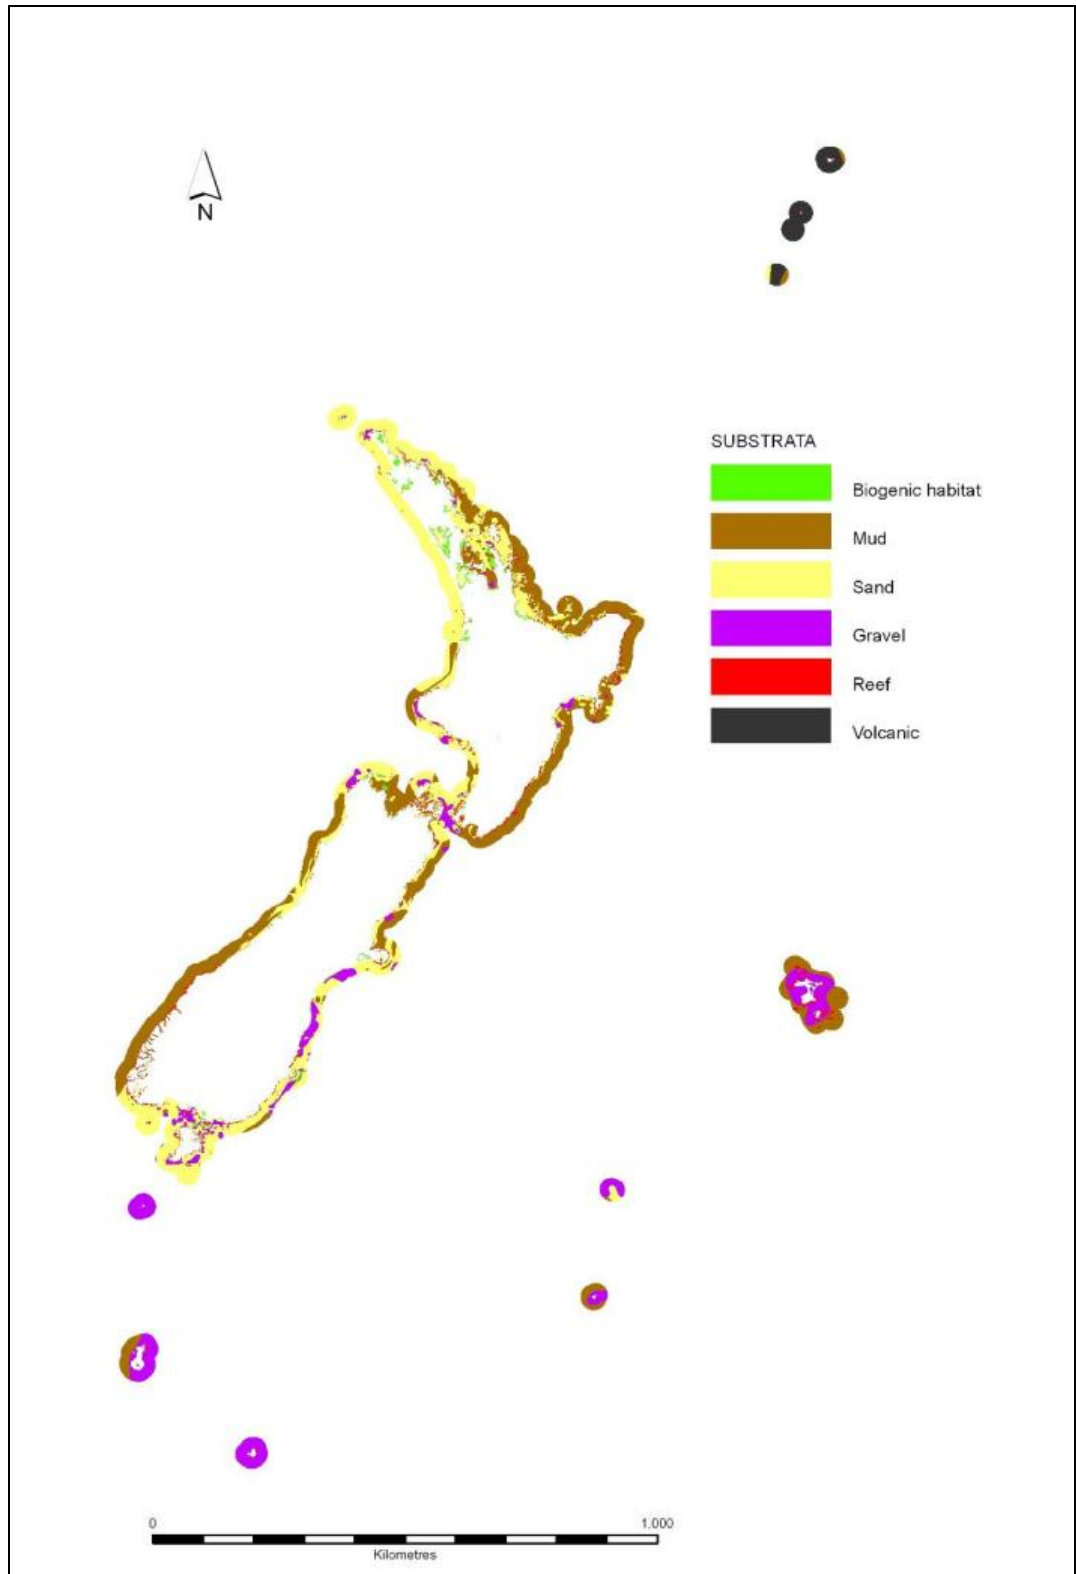 N
SUBSTRATA
Biogenic habitat
Mud
Sand
Gravel
Reef
Volcanic
0 1,000
Kilometres